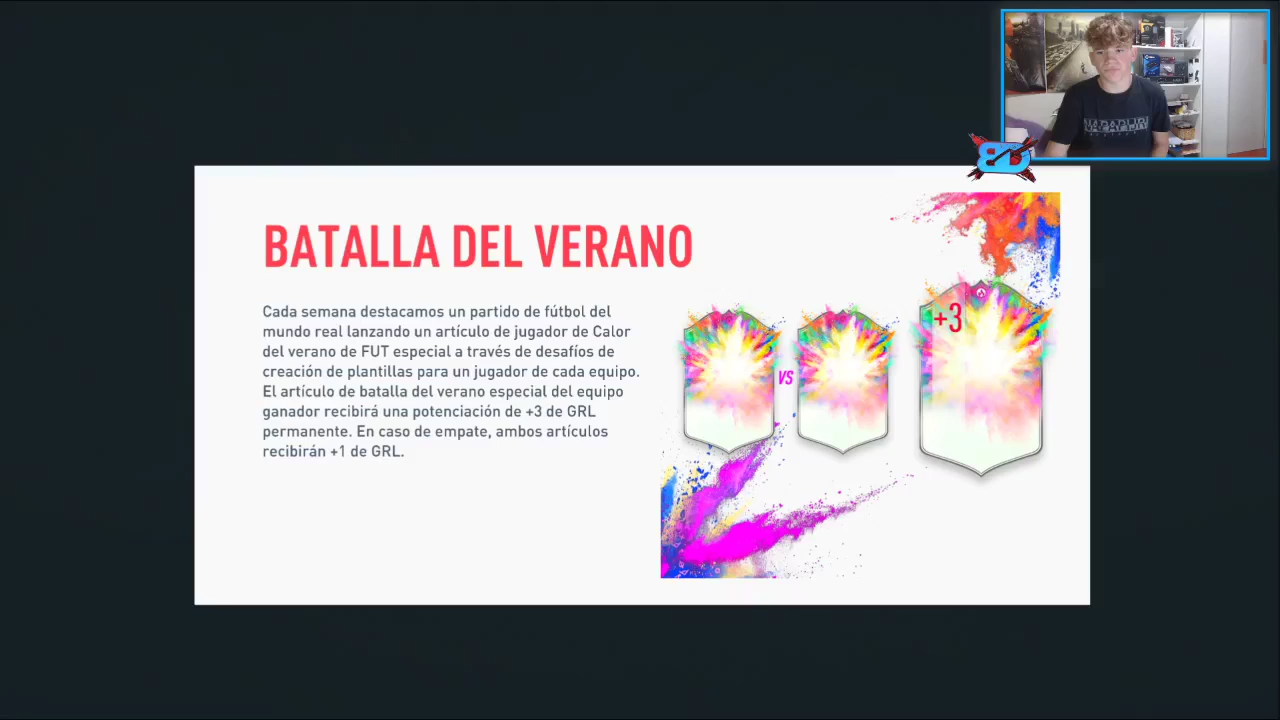 BATALLA DEL VERANO
Cada semana destacamos un partido de fútbol del
mundo real lanzando un artículo de jugador de Calor
del verano de FUT especial a través de desafíos de
creación de plantillas para un jugador de cada equipo.
El artículo de batalla del verano especial del equipo
ganador recibirá una potenciación de +3 de GRL
permanente. En caso de empate, ambos artículos
recibirán +1 de GRL.
VS
+3
NAPAPIJRI